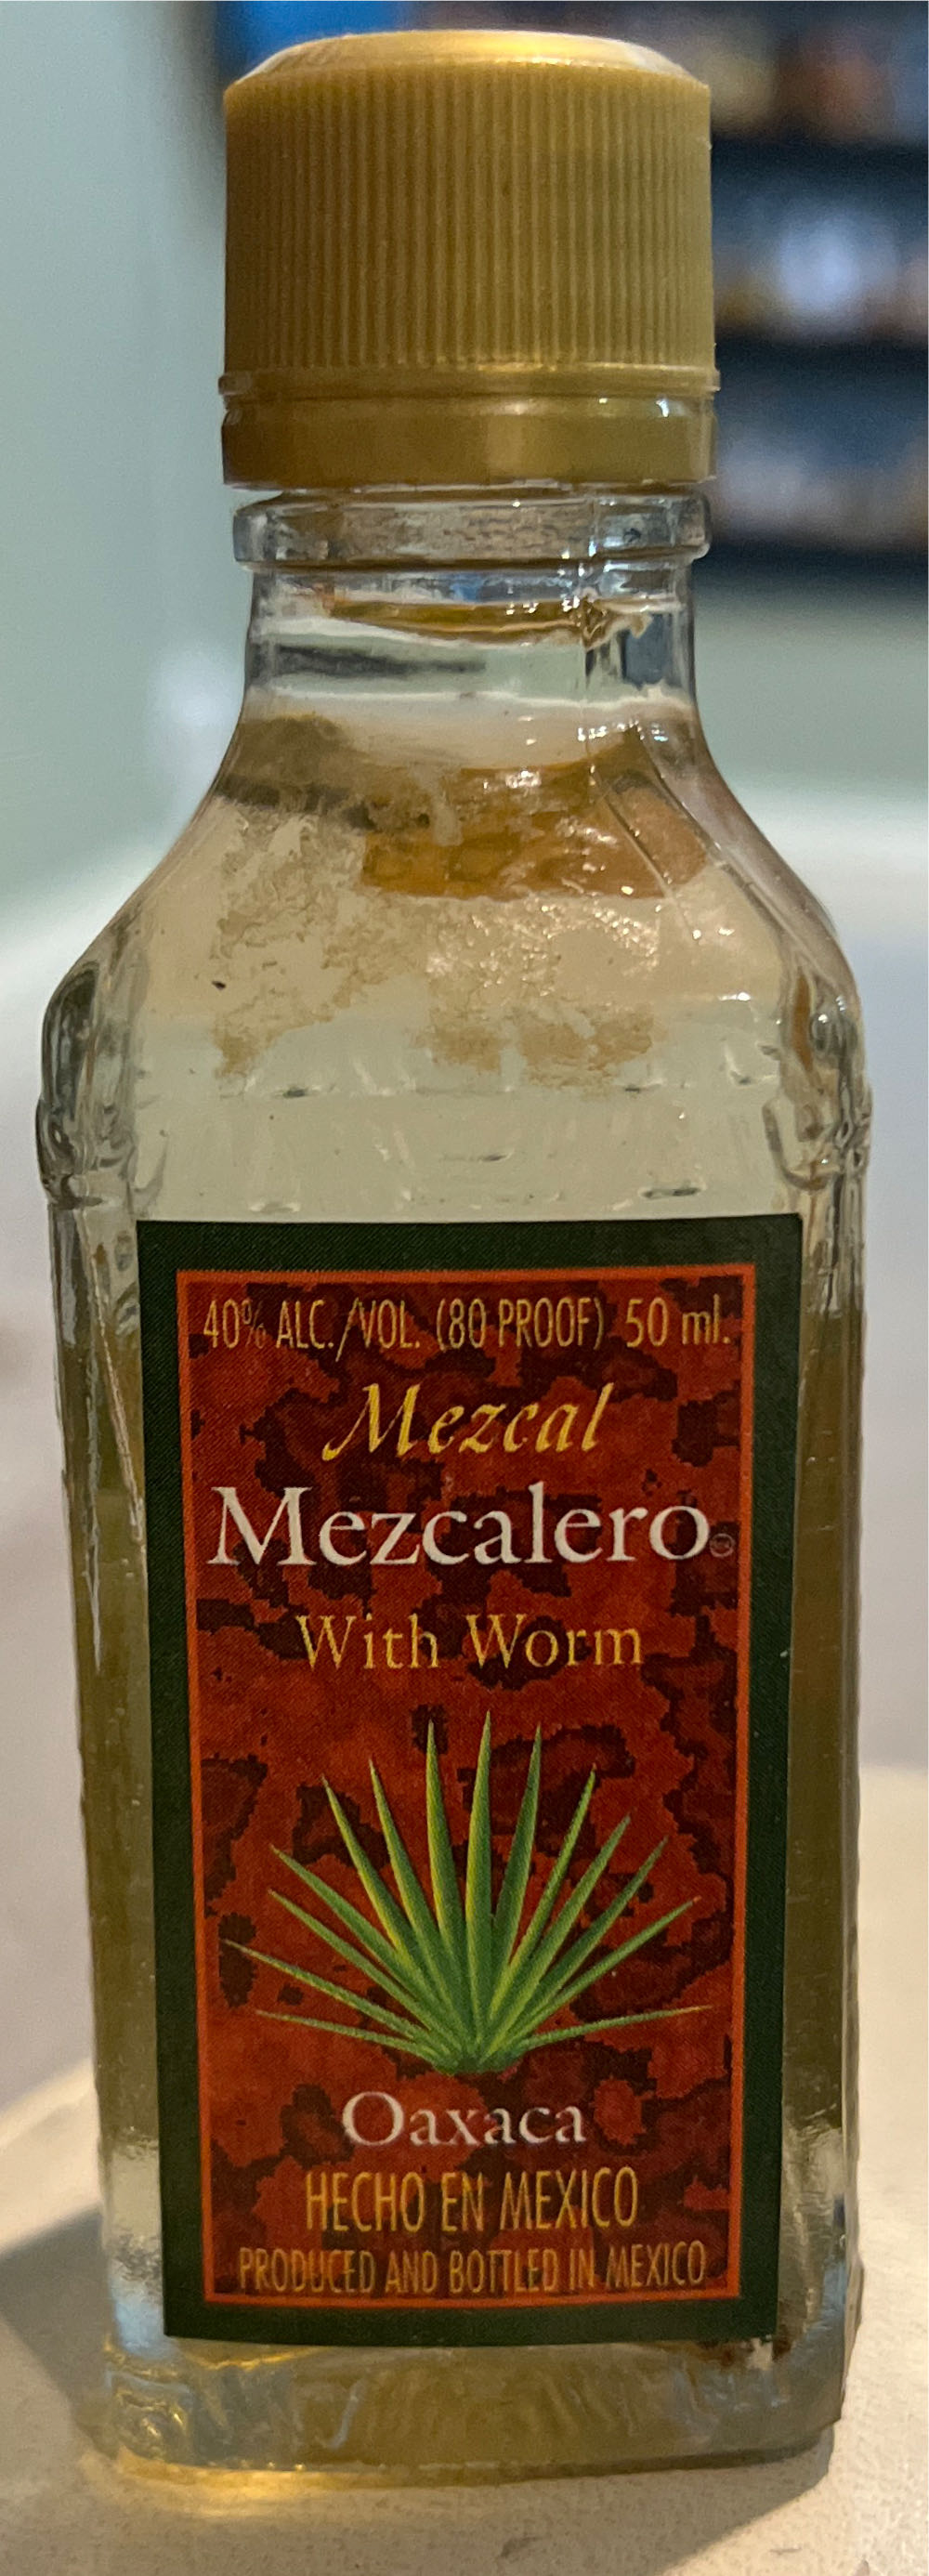 40% ALC./VOL. (80 PROOF) 50 ml.
Mezcal
Mezcalero
With Worm
Oaxaca
HECHO EN MEXICO
PRODUCED AND BOTTLED IN MEXICO